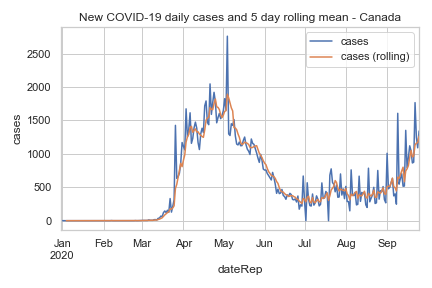 New COVID-19 daily cases and 5 day rolling mean - Canada
cases
cases (rolling)
2500
2000
1500
1000
500
0
cases
Jan Feb Mar Apr May Jun Jul Aug Sep
2020
dateRep